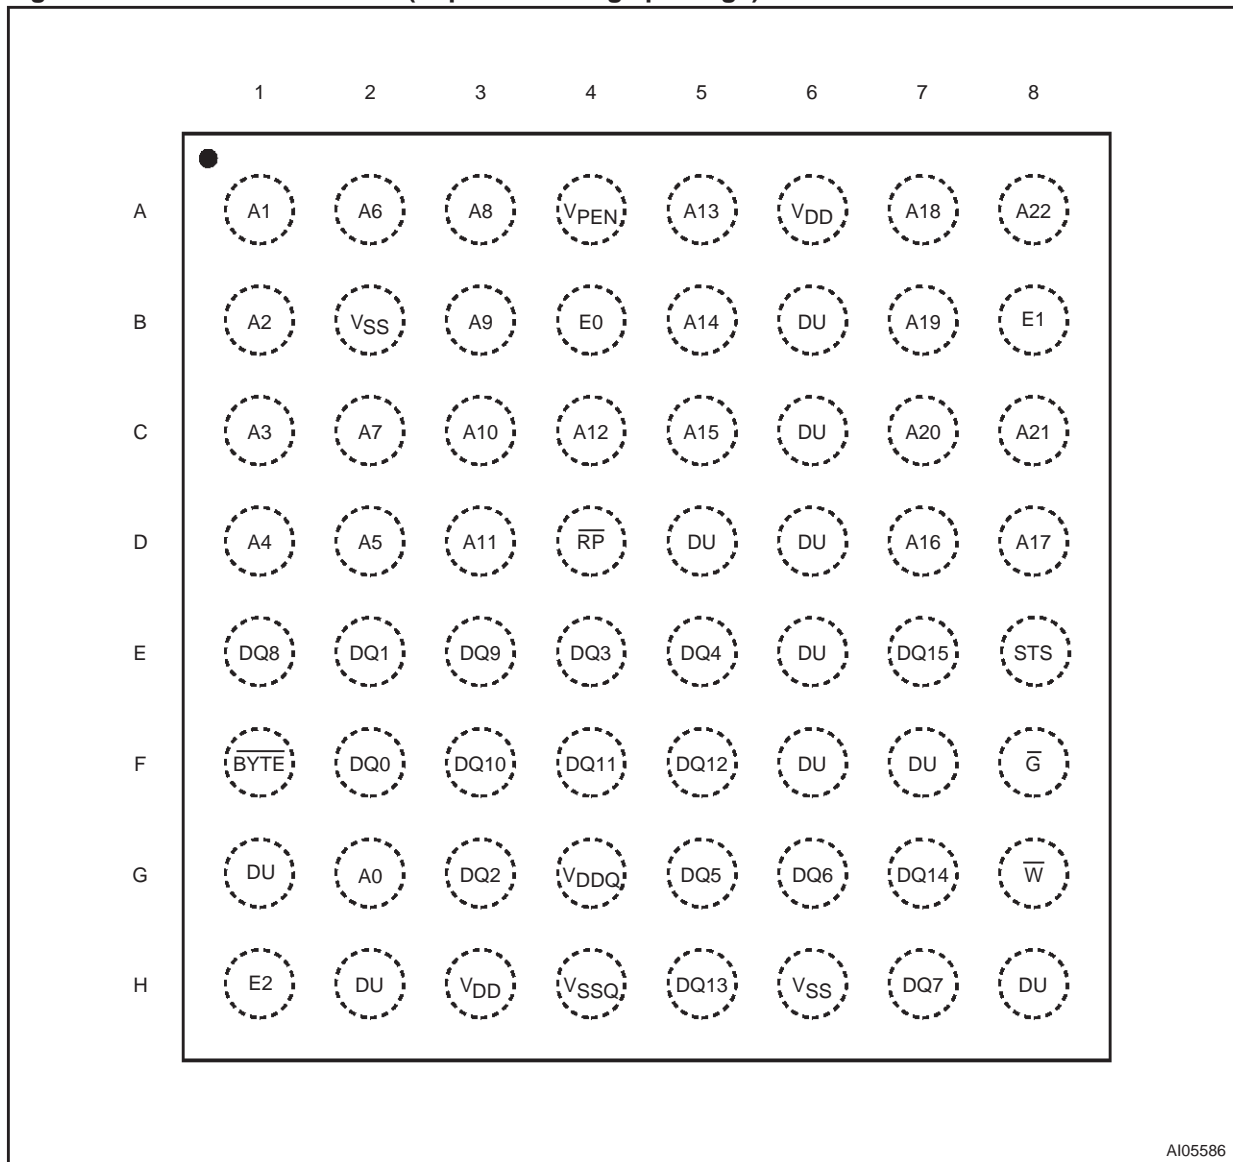 1 2 3 4 5 6 7 8
A A1 A6 A8 VPEN A13 VDD A18 A22
B A2 VSS A9 E0 A14 DU A19 E1
C A3 A7 A10 A12 A15 DU A20 A21
D A4 A5 A11 R̅P̅ DU DU A16 A17
E DQ8 DQ1 DQ9 DQ3 DQ4 DU DQ15 STS
F B̅Y̅T̅E̅ DQ0 DQ10 DQ11 DQ12 DU DU G̅
G DU A0 DQ2 VDDQ DQ5 DQ6 DQ14 W̅
H E2 DU VDD VSSQ DQ13 VSS DQ7 DU
AI05586